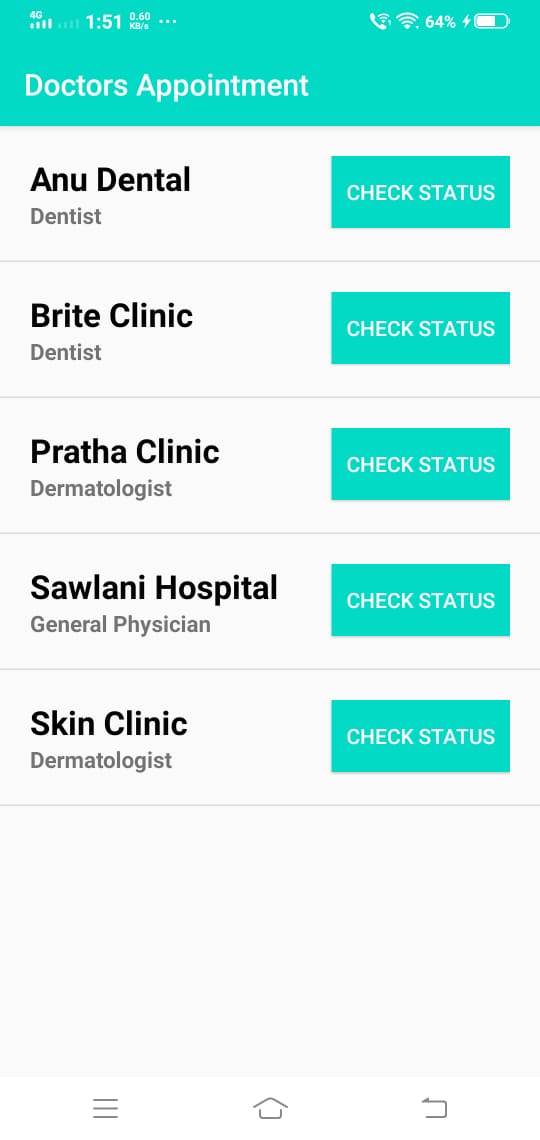 4G 1:51 0.60 KB/s ... 64%
Doctors Appointment
Anu Dental
Dentist
CHECK STATUS
Brite Clinic
Dentist
CHECK STATUS
Pratha Clinic
Dermatologist
CHECK STATUS
Sawlani Hospital
General Physician
CHECK STATUS
Skin Clinic
Dermatologist
CHECK STATUS